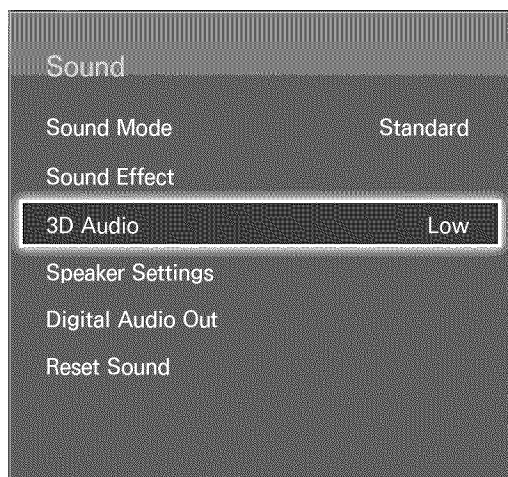 Sound
Sound Mode Standard
Sound Effect
3D Audio Low
Speaker Settings
Digital Audio Out
Reset Sound